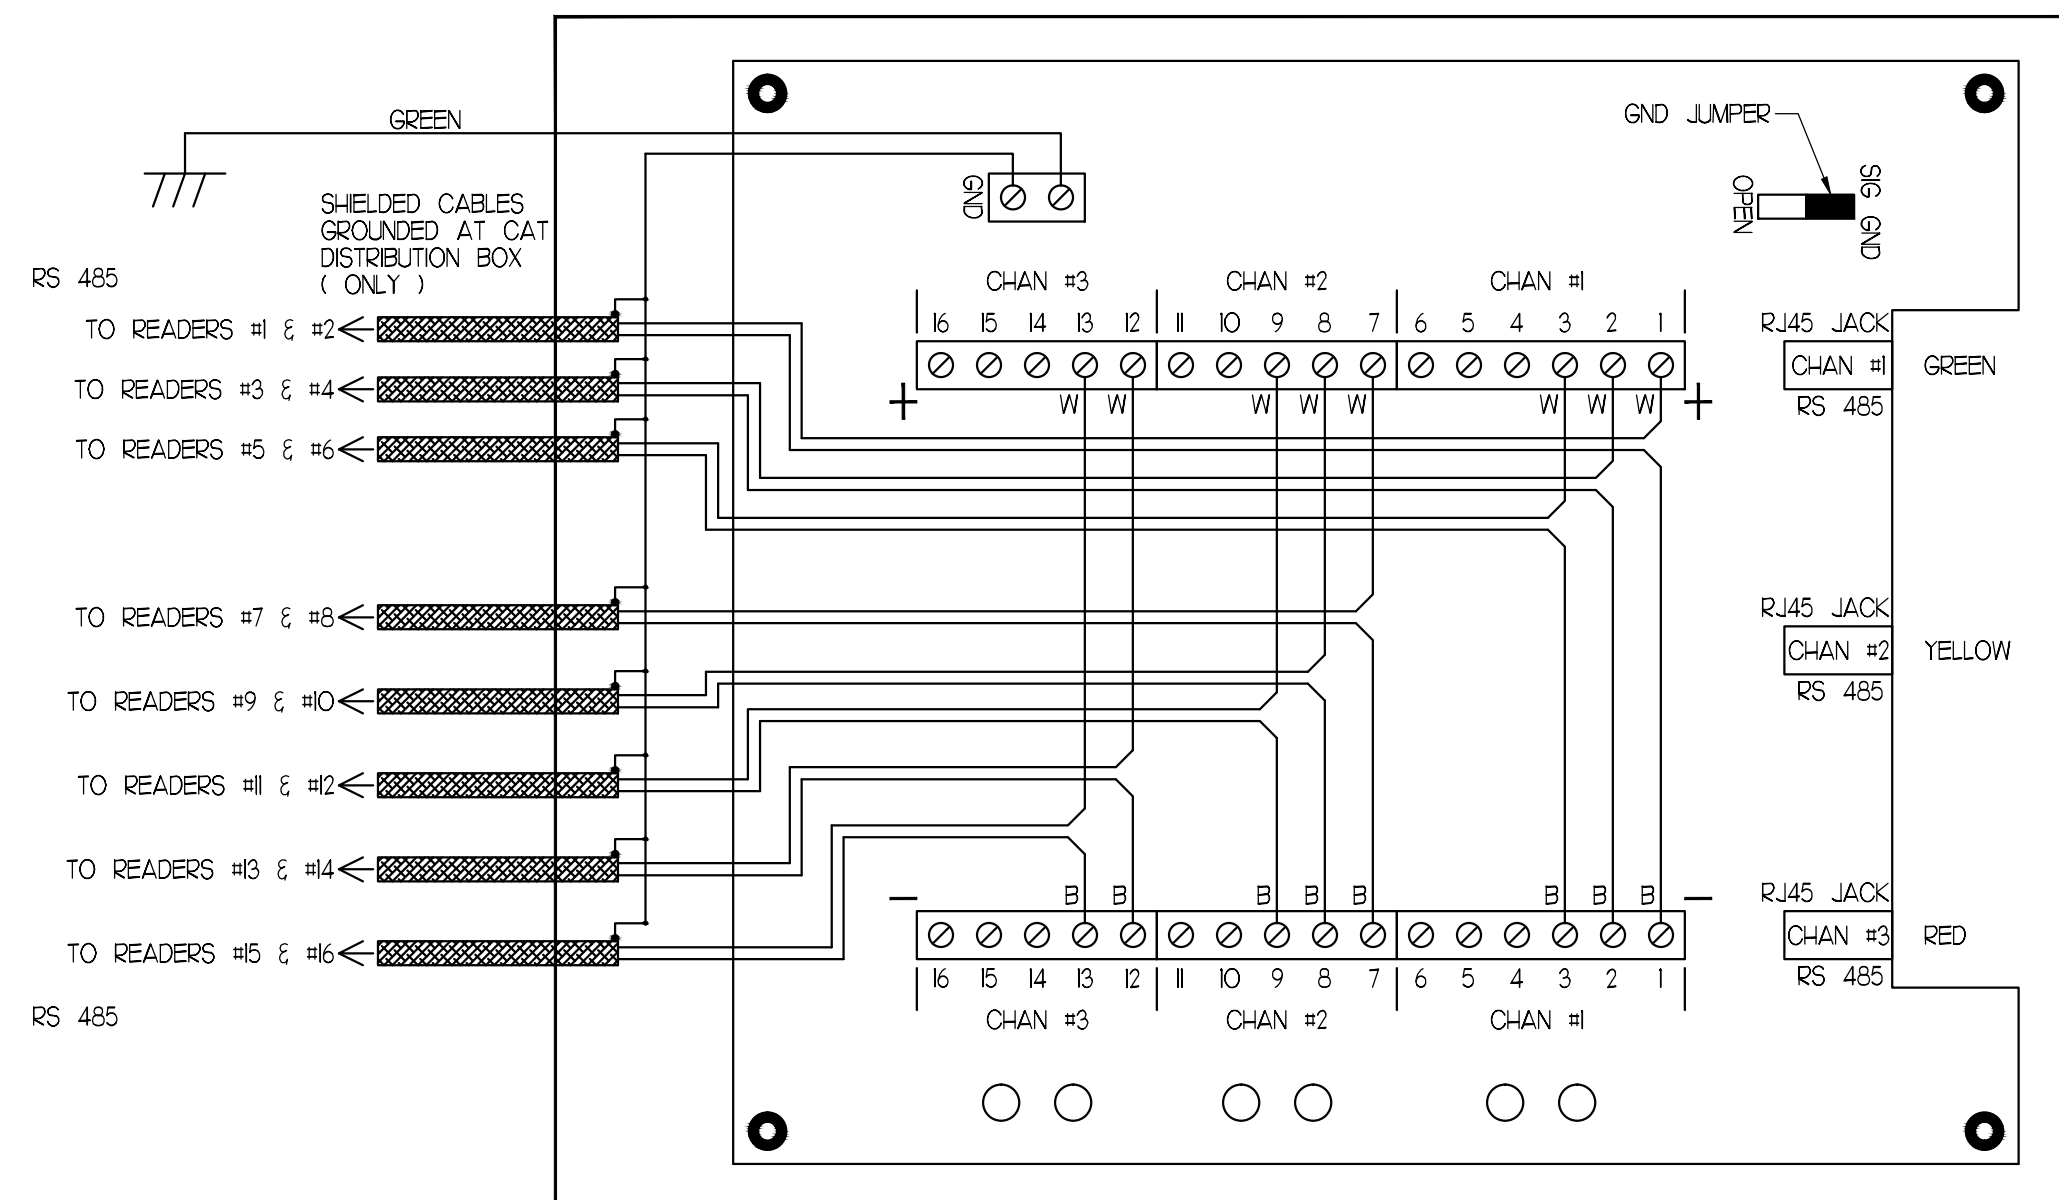 GREEN
GND JUMPER
SHIELDED CABLES
GROUNDED AT CAT
DISTRIBUTION BOX
( ONLY )
GND
OPEN
SIG GND
RS 485
CHAN #3 CHAN #2 CHAN #1
16 15 14 13 12 11 10 9 8 7 6 5 4 3 2 1
+ W W W W W W W W +
TO READERS #1 & #2
TO READERS #3 & #4
TO READERS #5 & #6
TO READERS #7 & #8
TO READERS #9 & #10
TO READERS #11 & #12
TO READERS #13 & #14
TO READERS #15 & #16
RS 485
RJ45 JACK
CHAN #1 GREEN
RS 485
RJ45 JACK
CHAN #2 YELLOW
RS 485
RJ45 JACK
CHAN #3 RED
RS 485
– B B B B B B B B –
16 15 14 13 12 11 10 9 8 7 6 5 4 3 2 1
CHAN #3 CHAN #2 CHAN #1